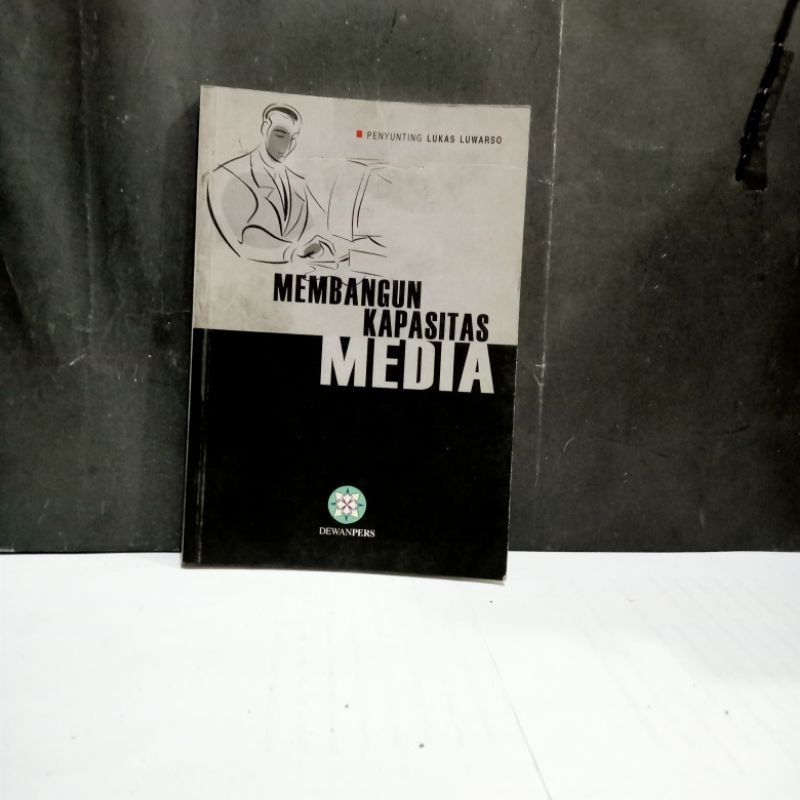 PENYUNTING LUKAS LUWARSO
MEMBANGUN
KAPASITAS
MEDIA
DEWANPERS